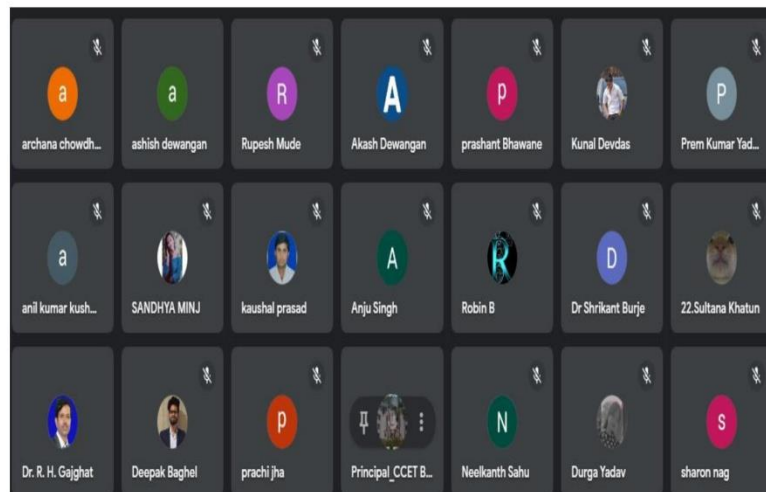 a
a
R
A
p
P
archana chowdh...
ashish dewangan
Rupesh Mude
Akash Dewangan
prashant Bhawane
Kunal Devdas
Prem Kumar Yad...
a
A
R
D
anil kumar kush...
SANDHYA MINJ
kaushal prasad
Anju Singh
Robin B
Dr Shrikant Burje
22.Sultana Khatun
p
N
s
Dr. R. H. Gajghat
Deepak Baghel
prachi jha
Principal_CCET B...
Neelkanth Sahu
Durga Yadav
sharon nag